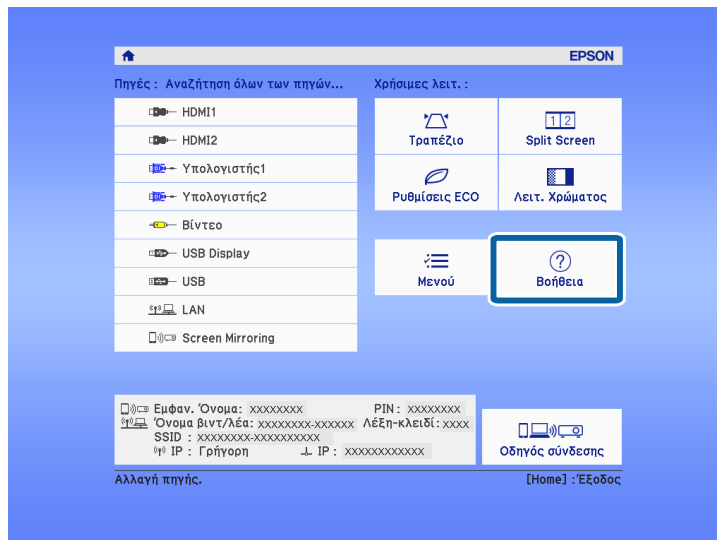 EPSON
Πηγές : Αναζήτηση όλων των πηγών...
Χρήσιμες λειτ. :
HDMI1
HDMI2
Υπολογιστής1
Υπολογιστής2
Βίντεο
USB Display
USB
LAN
Screen Mirroring
Τραπέζιο
1 2
Split Screen
Ρυθμίσεις ECO
Λειτ. Χρώματος
Μενού
?
Βοήθεια
Εμφαν. Όνομα: XXXXXXXX PIN : XXXXXXXX
Όνομα βιντ/λέα: XXXXXXXX-XXXXXX Λέξη-κλειδί: XXXX
SSID : XXXXXXXX-XXXXXXXXXX
IP : Γρήγορη IP : XXXXXXXXXXXX
Οδηγός σύνδεσης
Αλλαγή πηγής.
[Home] :Έξοδος